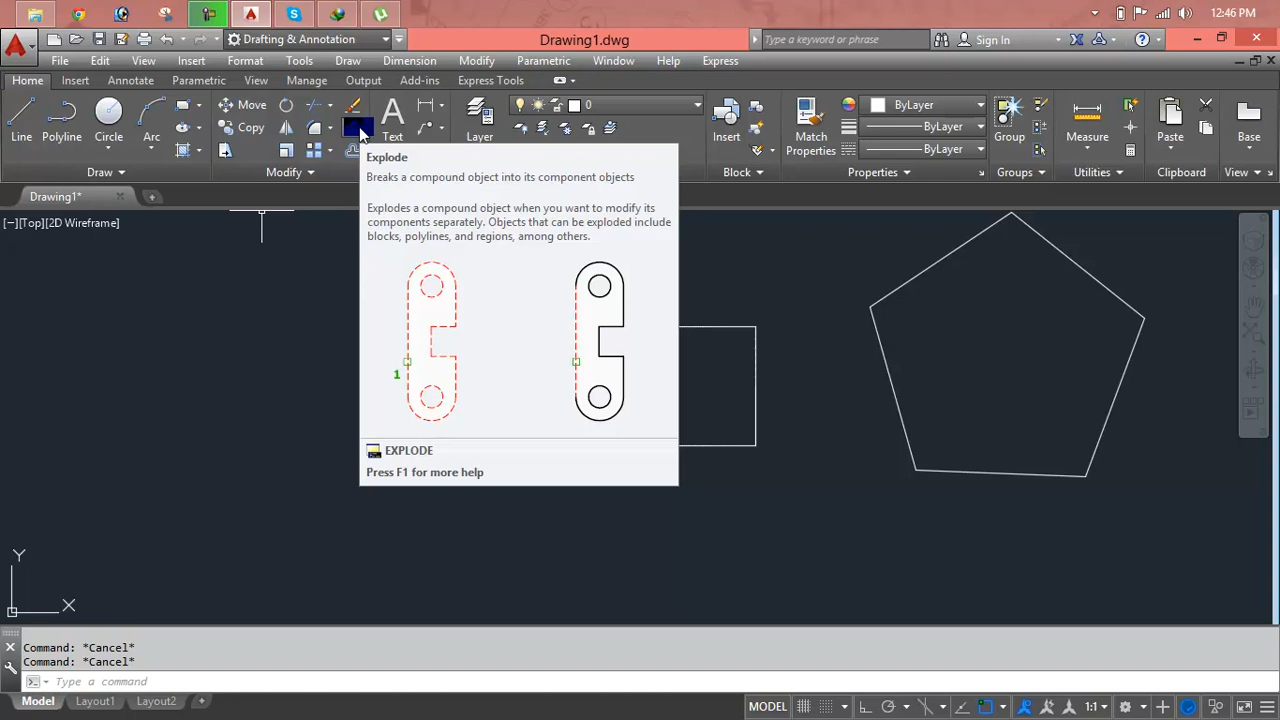 12:46 PM
Drafting & Annotation
Drawing1.dwg
Type a keyword or phrase
Sign In
File Edit View Insert Format Tools Draw Dimension Modify Parametric Window Help Express
Home Insert Annotate Parametric View Manage Output Add-ins Express Tools
Line Polyline Circle Arc
Move
Copy
Text
Layer
0
Insert
Match
Properties
ByLayer
ByLayer
ByLayer
Group
Measure
Paste
Base
Draw Modify Block Properties Groups Utilities Clipboard View
Drawing1*
[−][Top][2D Wireframe]
Explode
Breaks a compound object into its component objects
Explodes a compound object when you want to modify its
components separately. Objects that can be exploded include
blocks, polylines, and regions, among others.
1
EXPLODE
Press F1 for more help
Y
X
Command: *Cancel*
Command: *Cancel*
Type a command
Model Layout1 Layout2 +
MODEL
1:1